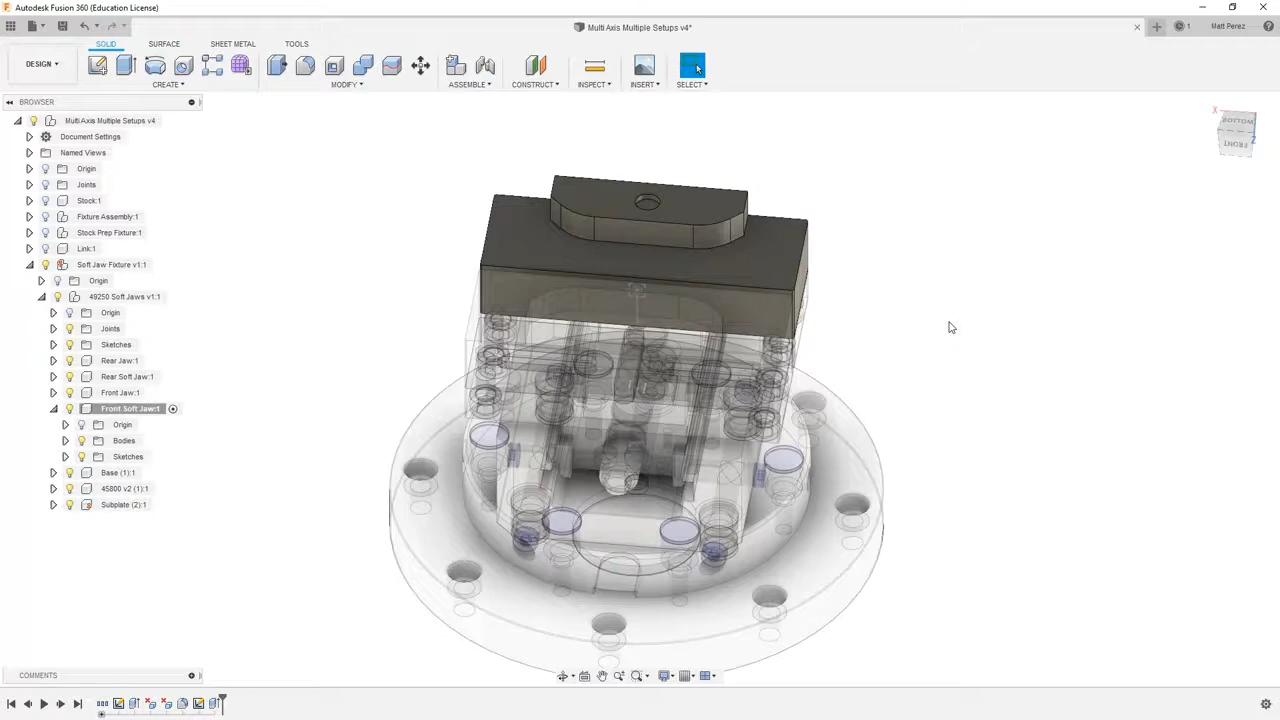 Autodesk Fusion 360 (Education License)
Multi Axis Multiple Setups v4*
1
Matt Perez
SOLID
SURFACE
SHEET METAL
TOOLS
DESIGN
CREATE
MODIFY
ASSEMBLE
CONSTRUCT
INSPECT
INSERT
SELECT
BROWSER
Multi Axis Multiple Setups v4
Document Settings
Named Views
Origin
Joints
Stock:1
Fixture Assembly:1
Stock Prep Fixture:1
Link:1
Soft Jaw Fixture v1:1
Origin
49250 Soft Jaws v1:1
Origin
Joints
Sketches
Rear Jaw:1
Rear Soft Jaw:1
Front Jaw:1
Front Soft Jaw:1
Origin
Bodies
Sketches
Base (1):1
45800 v2 (1):1
Subplate (2):1
X
BOTTOM
FRONT
Z
COMMENTS